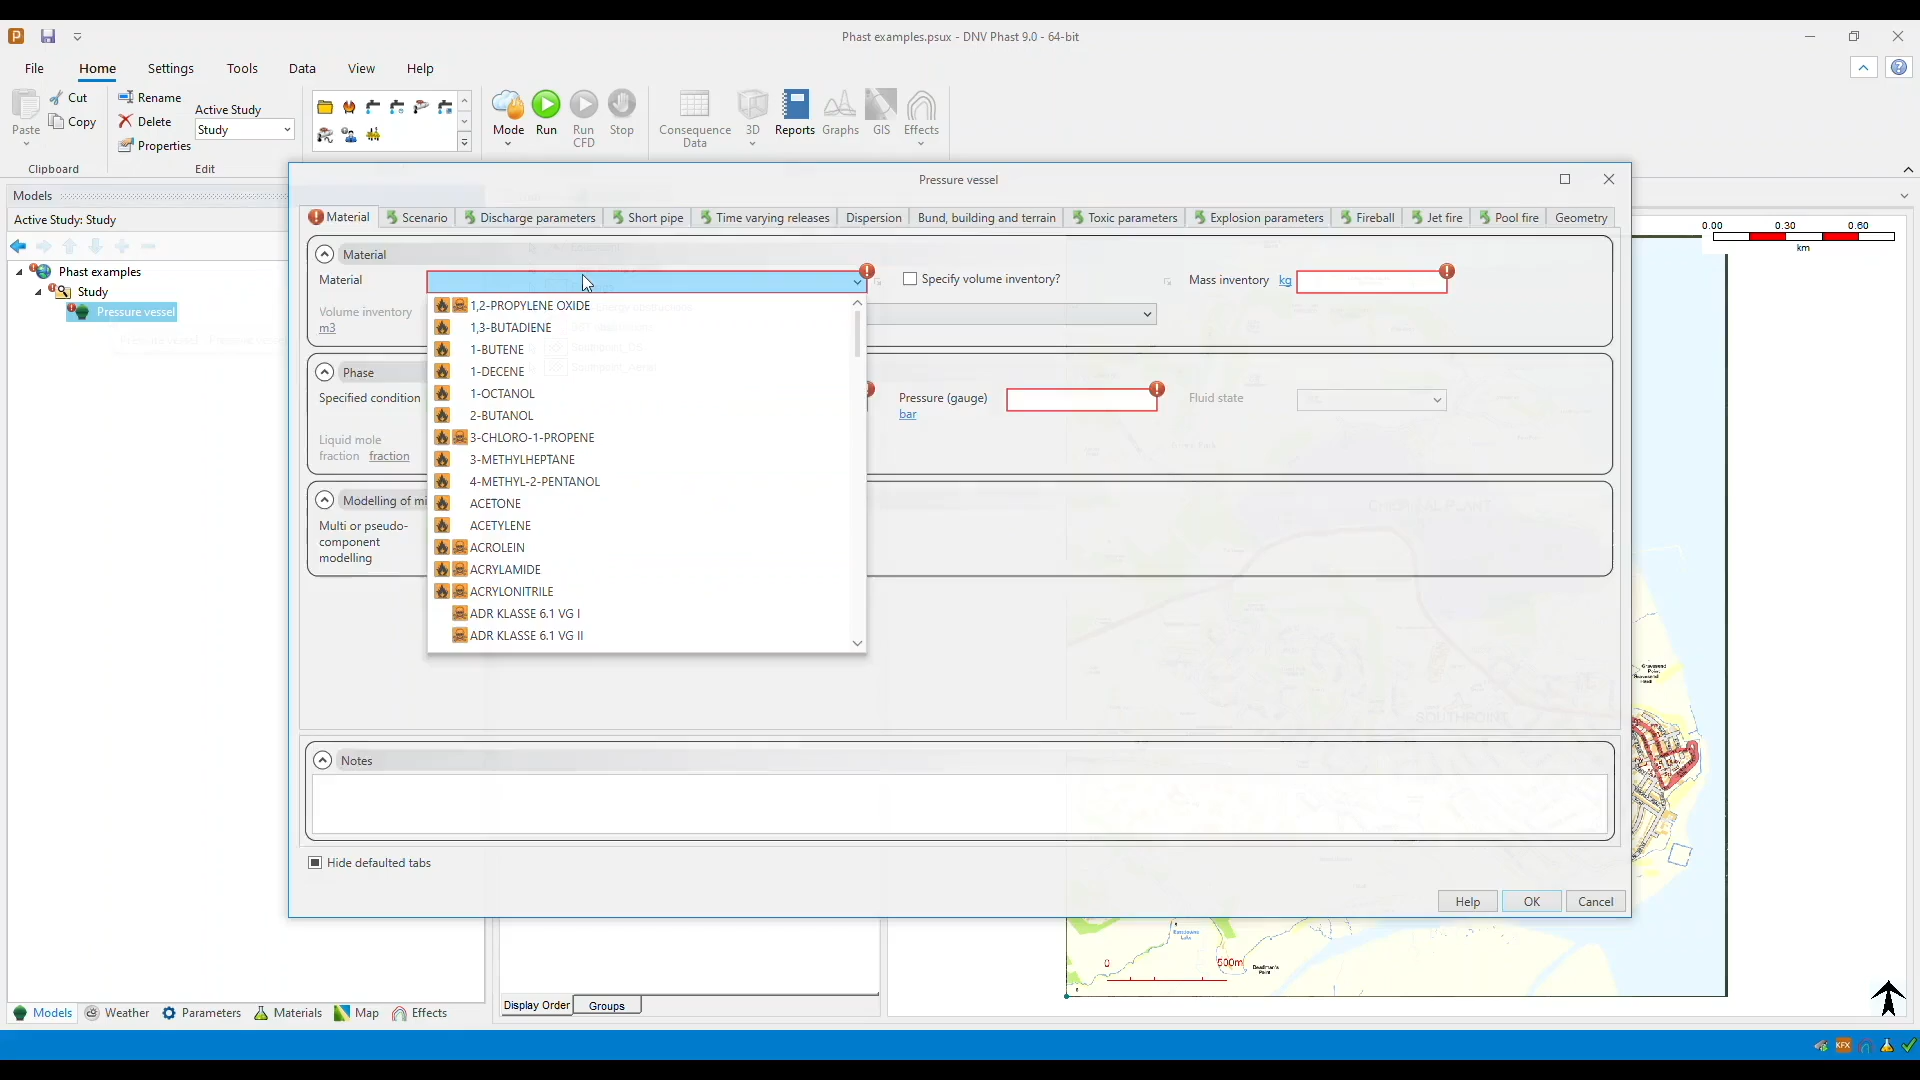 Phast examples.psux - DNV Phast 9.0 - 64-bit
File Home Settings Tools Data View Help
Paste
Cut
Copy
Clipboard
Rename
Delete
Properties
Active Study
Study
Edit
Mode
Run
Run CFD
Stop
Consequence Data
3D
Reports
Graphs
GIS
Effects
Models
Active Study: Study
Phast examples
Study
Pressure vessel
Pressure vessel
Material Scenario Discharge parameters Short pipe Time varying releases Dispersion Bund, building and terrain Toxic parameters Explosion parameters Fireball Jet fire Pool fire Geometry
Material
Material
Specify volume inventory?
Mass inventory kg
Volume inventory
m3
1,2-PROPYLENE OXIDE
1,3-BUTADIENE
1-BUTENE
1-DECENE
1-OCTANOL
2-BUTANOL
3-CHLORO-1-PROPENE
3-METHYLHEPTANE
4-METHYL-2-PENTANOL
ACETONE
ACETYLENE
ACROLEIN
ACRYLAMIDE
ACRYLONITRILE
ADR KLASSE 6.1 VG I
ADR KLASSE 6.1 VG II
Phase
Specified condition
Pressure (gauge)
bar
Fluid state
Liquid mole
fraction fraction
Modelling of mi
Multi or pseudo-
component
modelling
CHEMICAL PLANT
SOUTHPOINT
Notes
Hide defaulted tabs
Help OK Cancel
0.00 0.30 0.60
km
0 500m
Display Order Groups
Models Weather Parameters Materials Map Effects
KFX